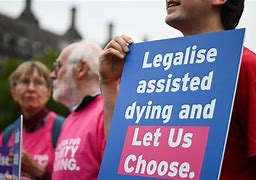 Legalise
assisted
dying and
Let Us
Choose.